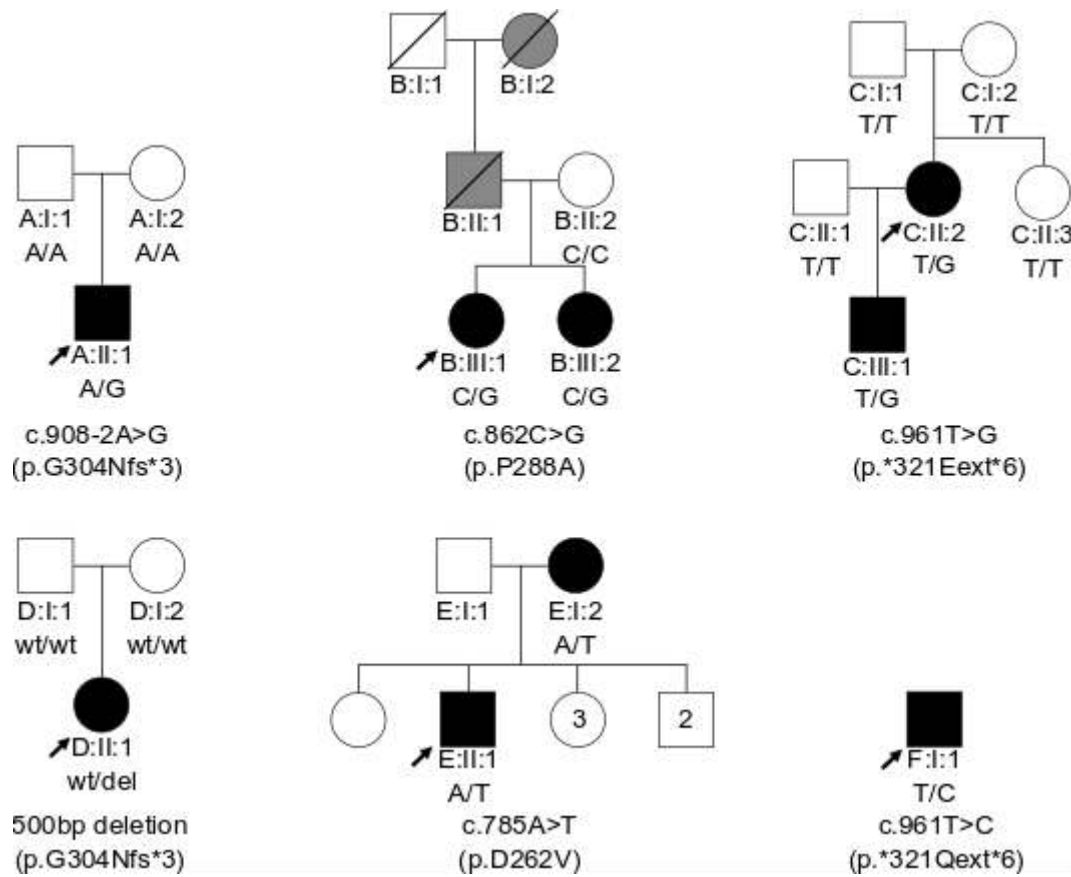 B:I:1 B:I:2
C:I:1 C:I:2
T/T T/T
A:I:1 A:I:2
A/A A/A
B:II:1 B:II:2
C/C
C:II:1 C:II:2 C:II:3
T/T T/G T/T
A:II:1
A/G
B:III:1 B:III:2
C/G C/G
C:III:1
T/G
c.908-2A>G
(p.G304Nfs*3)
c.862C>G
(p.P288A)
c.961T>G
(p.*321Eext*6)
D:I:1 D:I:2
wt/wt wt/wt
E:I:1 E:I:2
A/T
3 2
D:II:1
wt/del
E:II:1
A/T
F:I:1
T/C
500bp deletion
(p.G304Nfs*3)
c.785A>T
(p.D262V)
c.961T>C
(p.*321Qext*6)